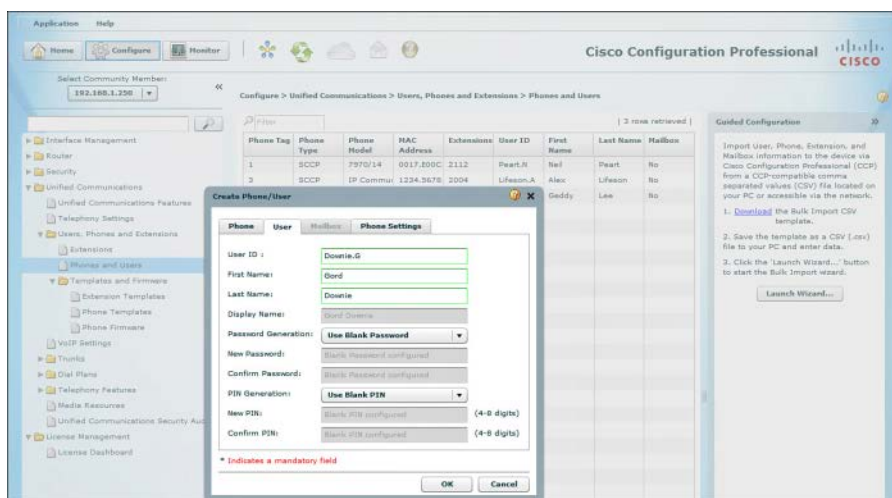 Application Help
Home Configure Monitor
Cisco Configuration Professional
CISCO
Select Community Member:
192.168.1.250
Configure > Unified Communications > Users, Phones and Extensions > Phones and Users
Interface Management
Router
Security
Unified Communications
Unified Communications Features
Telephony Settings
Users, Phones and Extensions
Extensions
Phones and Users
Templates and Firmware
Extension Templates
Phone Templates
Phone Firmware
VoIP Settings
Trunks
Dial Plans
Telephony Features
Media Resources
Unified Communications Security Auc
License Management
License Dashboard
Filter
| 3 rows retrieved |
Phone Tag Phone Type Phone Model MAC Address Extensions User ID First Name Last Name Mailbox
1 SCCP 7970/14 0017.E00C 2112 Peart.N Neil Peart No
3 SCCP IP Commu 1234.5678 2004 Lifeson.A Alex Lifeson No
Geddy Lee No
Create Phone/User
Phone User Mailbox Phone Settings
User ID :
Downie.G
First Name:
Gord
Last Name:
Downie
Display Name:
Gord Downie
Password Generation:
Use Blank Password
New Password:
Blank Password configured
Confirm Password:
Blank Password configured
PIN Generation:
Use Blank PIN
New PIN:
Blank PIN configured
(4-8 digits)
Confirm PIN:
Blank PIN configured
(4-8 digits)
* Indicates a mandatory field
OK Cancel
Guided Configuration
Import User, Phone, Extension, and
Mailbox information to the device via
Cisco Configuration Professional (CCP)
from a CCP-compatible comma
separated values (CSV) file located on
your PC or accessible via the network.
1. Download the Bulk Import CSV
template.
2. Save the template as a CSV (.csv)
file to your PC and enter data.
3. Click the 'Launch Wizard...' button
to start the Bulk Import wizard.
Launch Wizard...